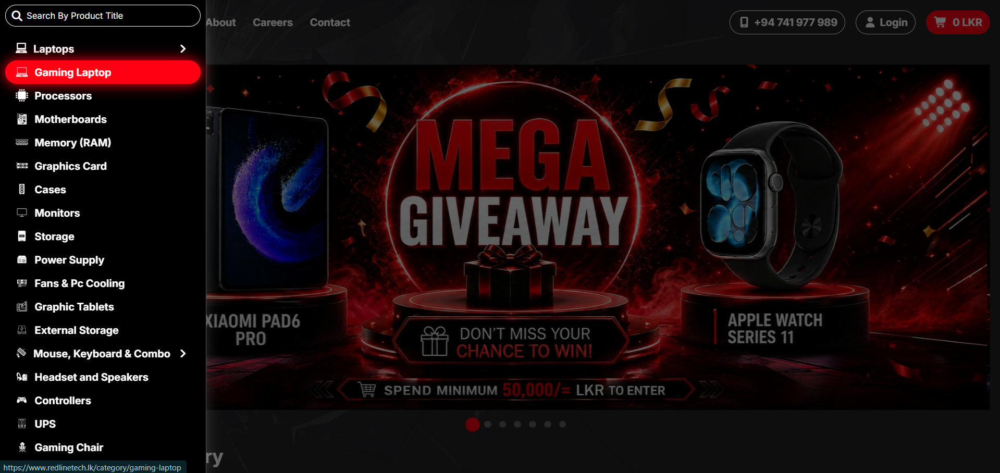 Search By Product Title
Laptops
Gaming Laptop
Processors
Motherboards
Memory (RAM)
Graphics Card
Cases
Monitors
Storage
Power Supply
Fans & Pc Cooling
Graphic Tablets
External Storage
Mouse, Keyboard & Combo
Headset and Speakers
Controllers
UPS
Gaming Chair
https://www.redlinetech.lk/category/gaming-laptop
About
Careers
Contact
+94 741 977 989
Login
0 LKR
MEGA
GIVEAWAY
XIAOMI PAD6
PRO
DON'T MISS YOUR
CHANCE TO WIN!
APPLE WATCH
SERIES 11
SPEND MINIMUM 50,000/= LKR TO ENTER
ry